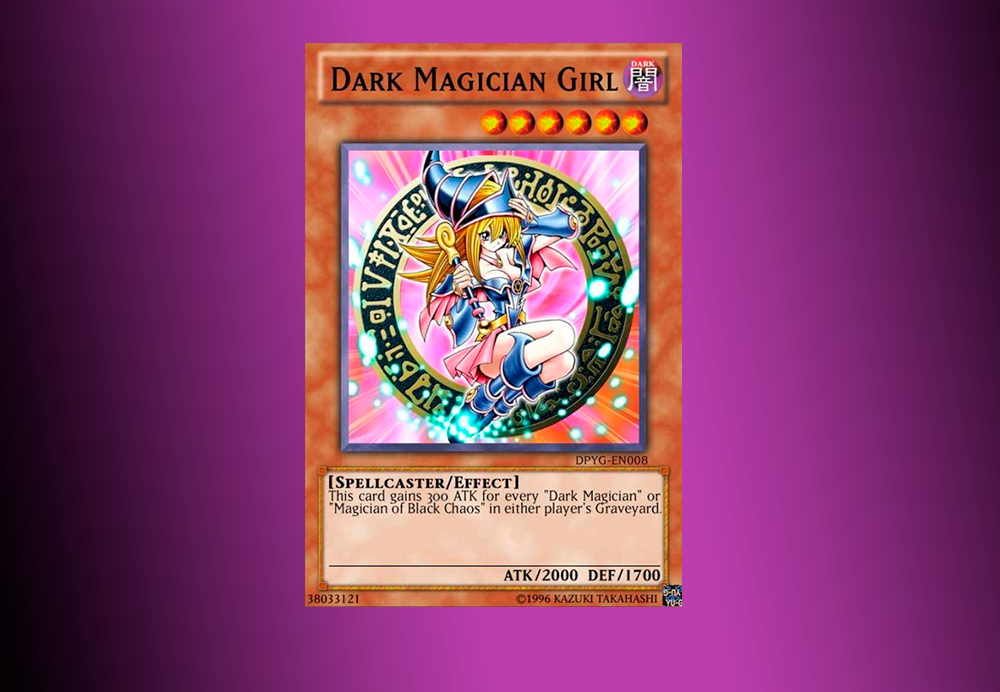 DARK MAGICIAN GIRL
DARK
闇
DPYG-EN008
[SPELLCASTER/EFFECT]
This card gains 300 ATK for every "Dark Magician" or
"Magician of Black Chaos" in either player's Graveyard.
ATK/2000 DEF/1700
38033121
©1996 KAZUKI TAKAHASHI